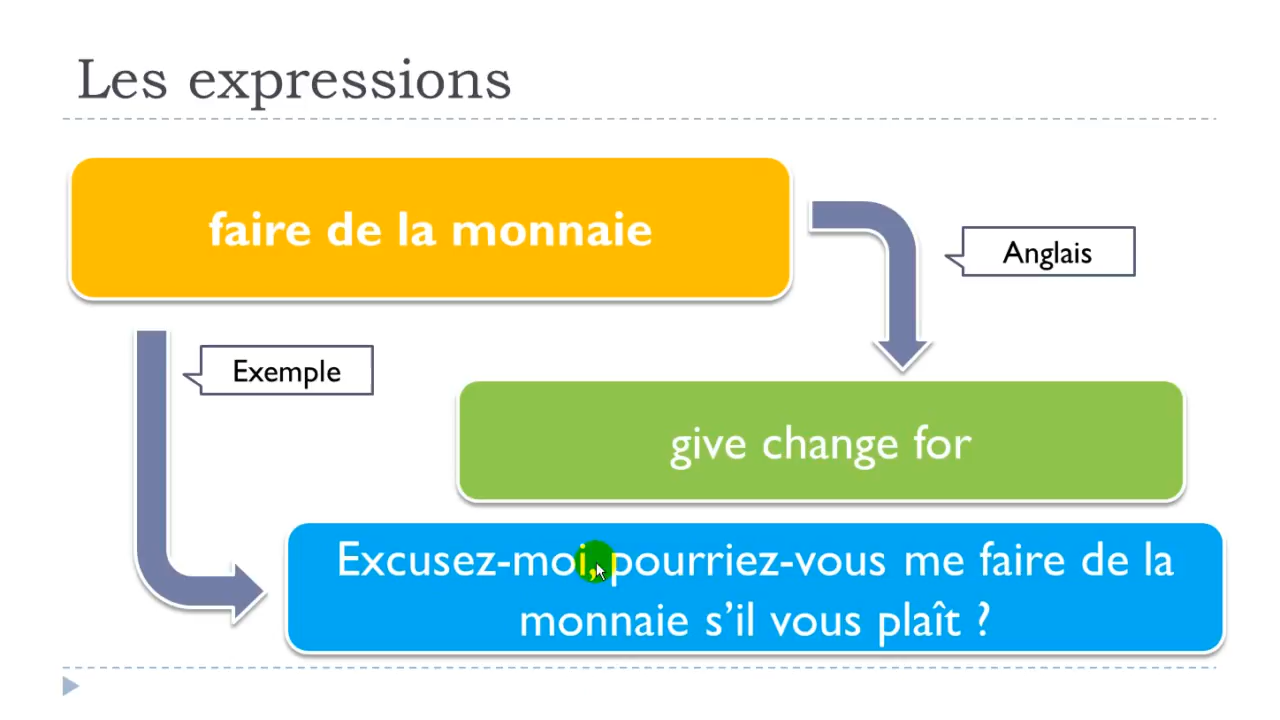 Les expressions
faire de la monnaie
Anglais
Exemple
give change for
Excusez-moi, pourriez-vous me faire de la
monnaie s’il vous plaît ?